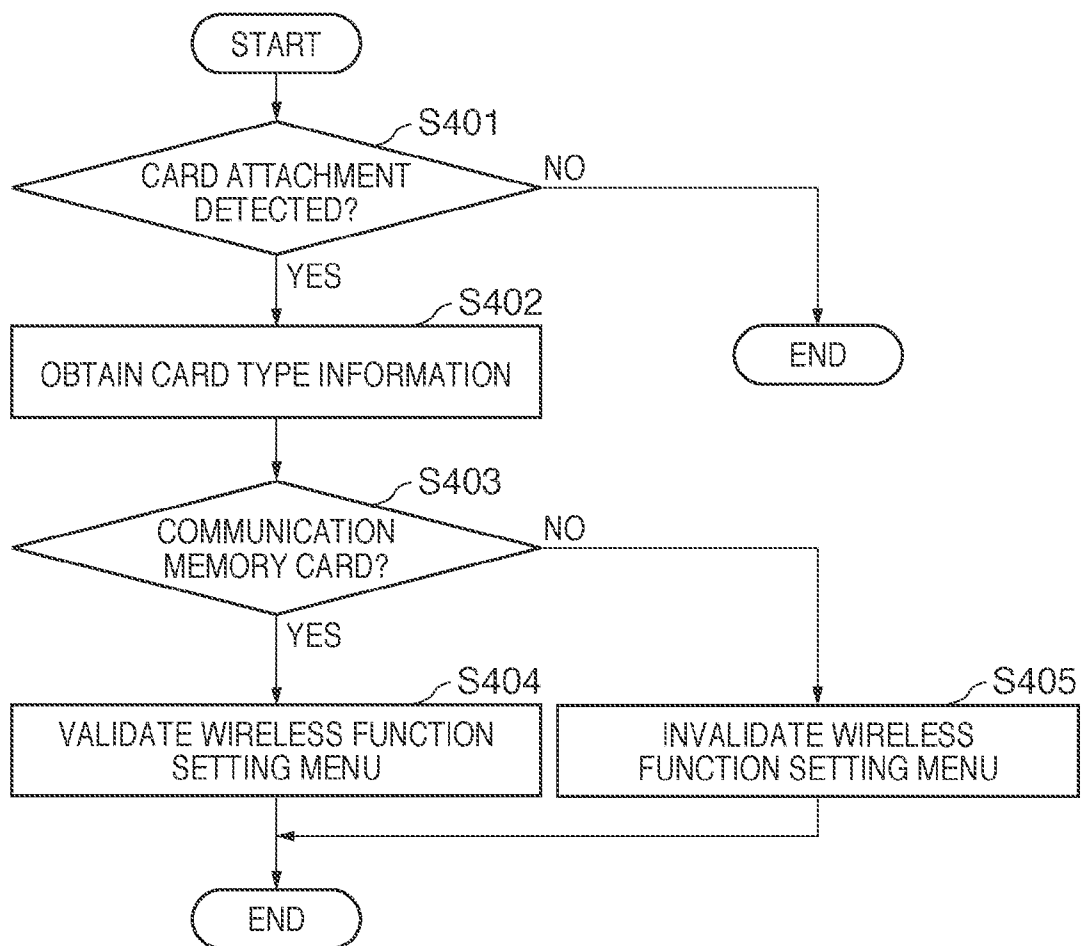 START
S401
CARD ATTACHMENT
DETECTED?
NO
YES
S402
OBTAIN CARD TYPE INFORMATION
END
S403
COMMUNICATION
MEMORY CARD?
NO
YES
S404
VALIDATE WIRELESS FUNCTION
SETTING MENU
S405
INVALIDATE WIRELESS
FUNCTION SETTING MENU
END